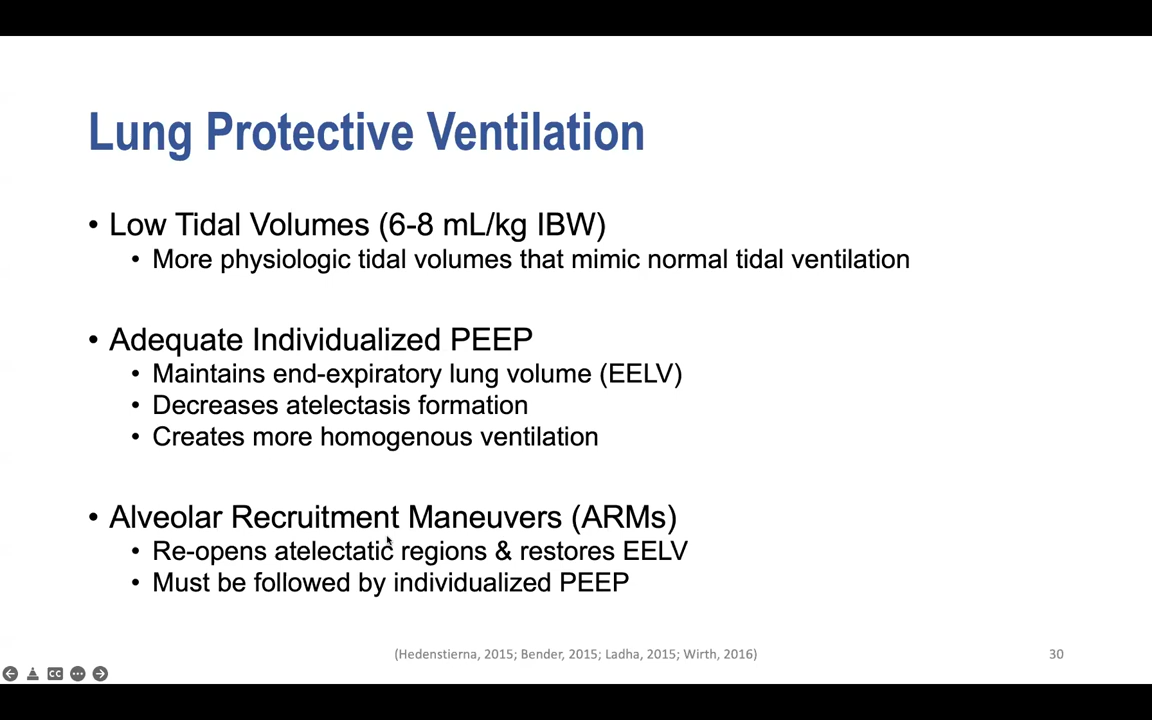 Lung Protective Ventilation
• Low Tidal Volumes (6-8 mL/kg IBW)
• More physiologic tidal volumes that mimic normal tidal ventilation
• Adequate Individualized PEEP
• Maintains end-expiratory lung volume (EELV)
• Decreases atelectasis formation
• Creates more homogenous ventilation
• Alveolar Recruitment Maneuvers (ARMs)
• Re-opens atelectatic regions & restores EELV
• Must be followed by individualized PEEP
(Hedenstierna, 2015; Bender, 2015; Ladha, 2015; Wirth, 2016)
30
CC